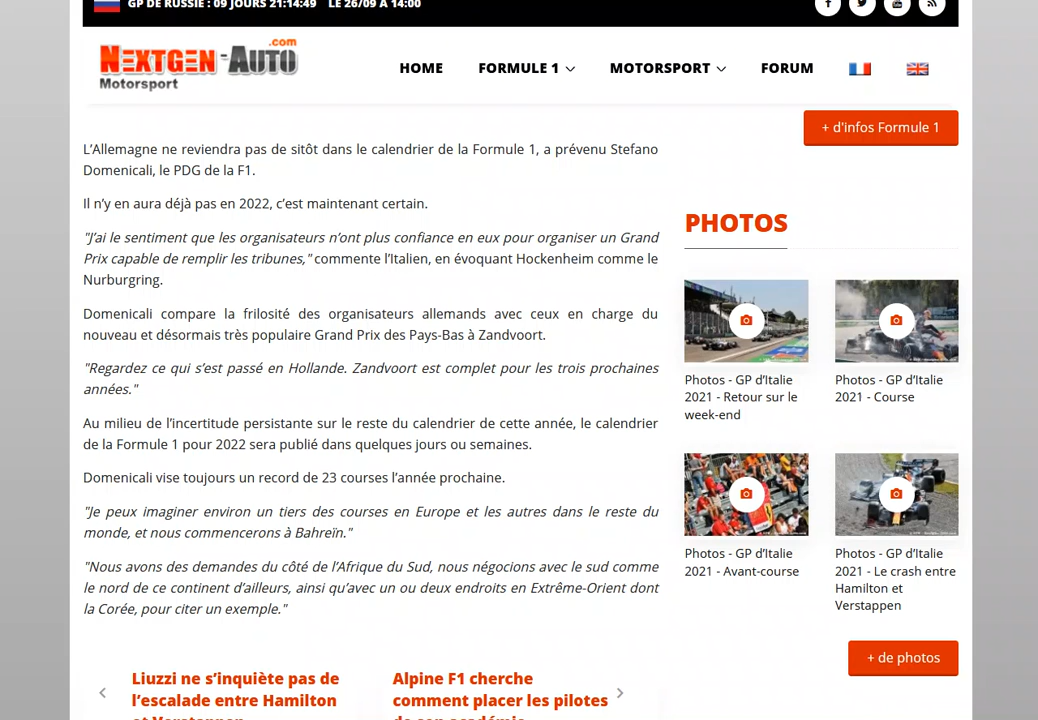 GP DE RUSSIE : 09 JOURS 21:14:49 LE 26/09 À 14:00
NEXTGEN-AUTO.com
Motorsport
HOME FORMULE 1 MOTORSPORT FORUM
+ d'infos Formule 1
L’Allemagne ne reviendra pas de sitôt dans le calendrier de la Formule 1, a prévenu Stefano
Domenicali, le PDG de la F1.
Il n’y en aura déjà pas en 2022, c’est maintenant certain.
"J’ai le sentiment que les organisateurs n’ont plus confiance en eux pour organiser un Grand
Prix capable de remplir les tribunes," commente l’Italien, en évoquant Hockenheim comme le
Nurburgring.
Domenicali compare la frilosité des organisateurs allemands avec ceux en charge du
nouveau et désormais très populaire Grand Prix des Pays-Bas à Zandvoort.
"Regardez ce qui s’est passé en Hollande. Zandvoort est complet pour les trois prochaines
années."
Au milieu de l’incertitude persistante sur le reste du calendrier de cette année, le calendrier
de la Formule 1 pour 2022 sera publié dans quelques jours ou semaines.
Domenicali vise toujours un record de 23 courses l’année prochaine.
"Je peux imaginer environ un tiers des courses en Europe et les autres dans le reste du
monde, et nous commencerons à Bahreïn."
"Nous avons des demandes du côté de l’Afrique du Sud, nous négocions avec le sud comme
le nord de ce continent d’ailleurs, ainsi qu’avec un ou deux endroits en Extrême-Orient dont
la Corée, pour citer un exemple."
PHOTOS
Photos - GP d’Italie
2021 - Retour sur le
week-end
Photos - GP d’Italie
2021 - Course
Photos - GP d’Italie
2021 - Avant-course
Photos - GP d’Italie
2021 - Le crash entre
Hamilton et
Verstappen
+ de photos
Liuzzi ne s’inquiète pas de
l’escalade entre Hamilton
et Verstappen
Alpine F1 cherche
comment placer les pilotes
de son académie